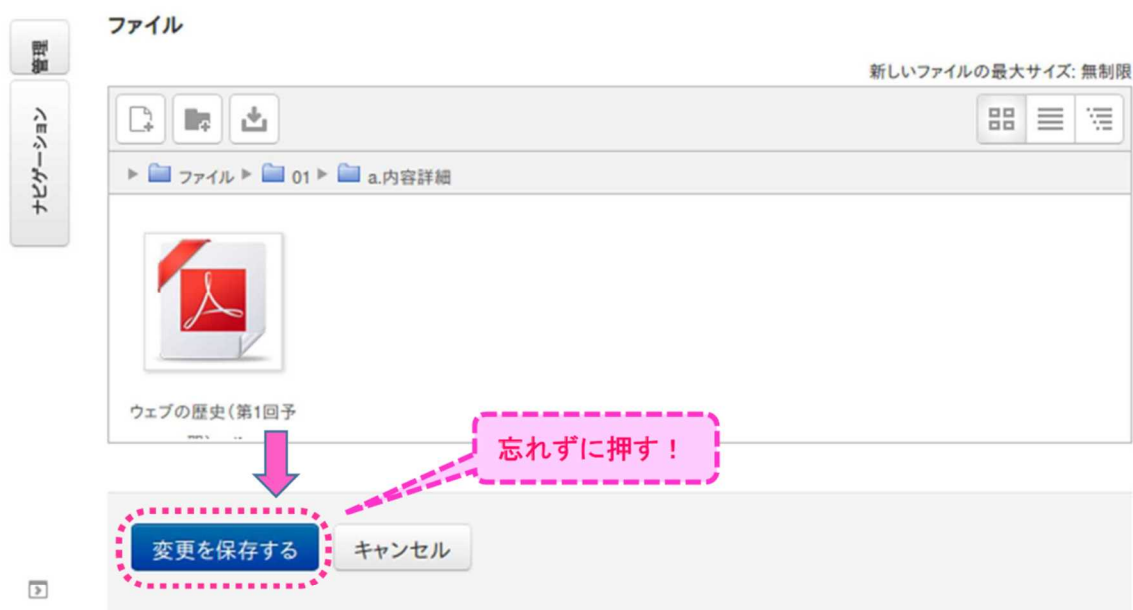 ファイル
管理
新しいファイルの最大サイズ: 無制限
ナビゲーション
ファイル 01 a.内容詳細
ウェブの歴史(第1回予
忘れずに押す!
変更を保存する キャンセル